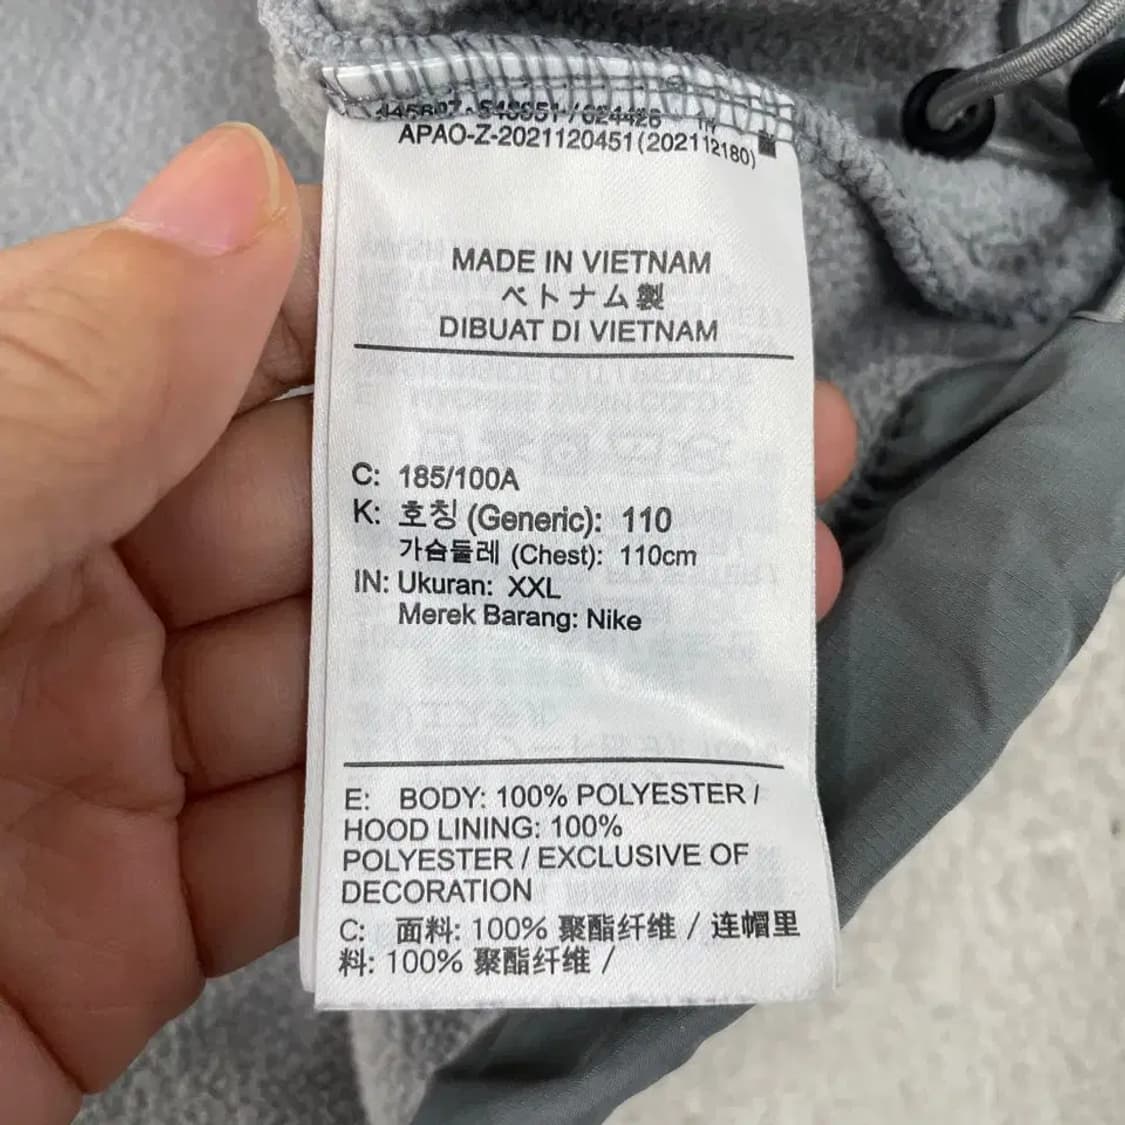 APAO-Z-2021120451(202112180)
MADE IN VIETNAM
ベトナム製
DIBUAT DI VIETNAM
C: 185/100A
K: 호칭 (Generic): 110
가슴둘레 (Chest): 110cm
IN: Ukuran: XXL
Merek Barang: Nike
E: BODY: 100% POLYESTER /
HOOD LINING: 100%
POLYESTER / EXCLUSIVE OF
DECORATION
C: 面料: 100% 聚酯纤维 / 连帽里
料: 100% 聚酯纤维 /